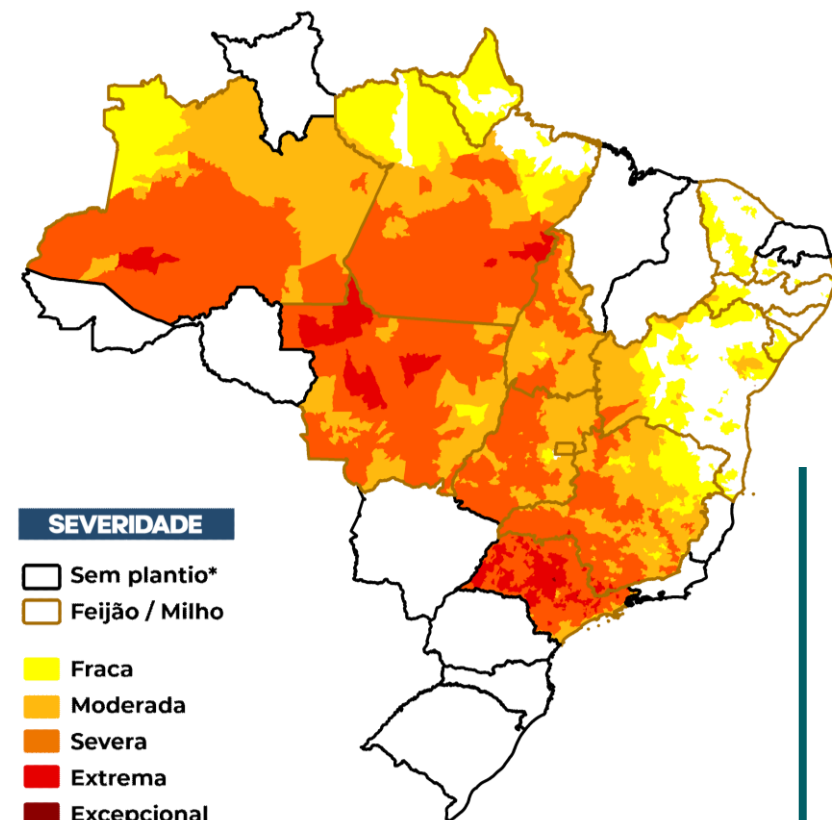 SEVERIDADE
Sem plantio*
Feijão / Milho
Fraca
Moderada
Severa
Extrema
Excepcional